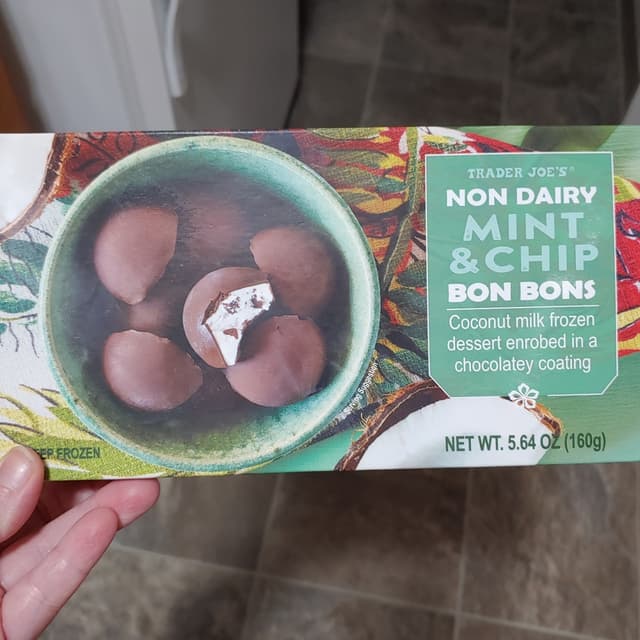 TRADER JOE'S®
NON DAIRY
MINT
& CHIP
BON BONS
Coconut milk frozen
dessert enrobed in a
chocolatey coating
NET WT. 5.64 OZ (160g)
FROZEN